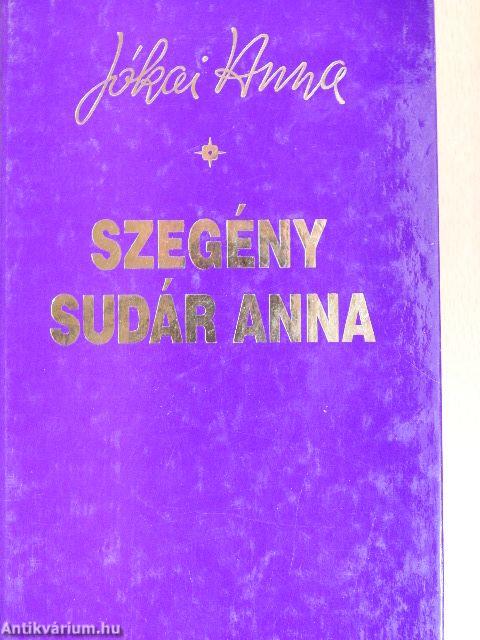 Jókai Anna
SZEGÉNY
SUDÁR ANNA
Antikvárium.hu